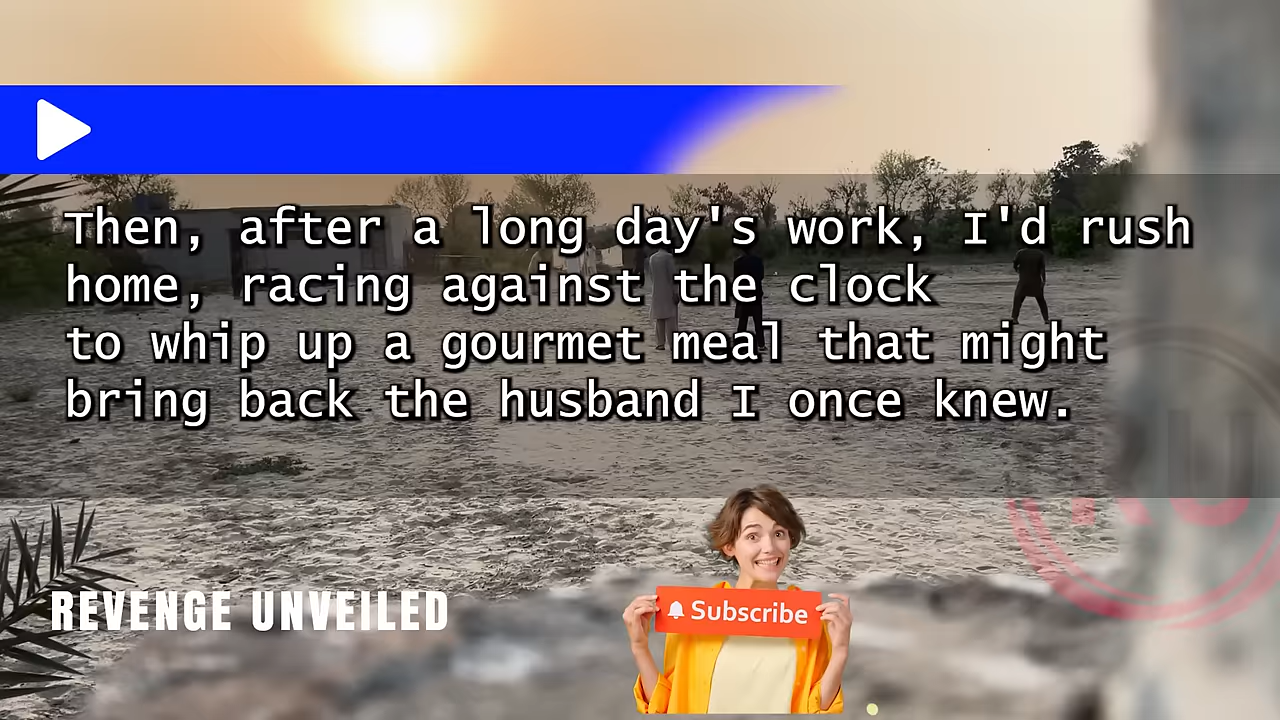 Then, after a long day's work, I'd rush
home, racing against the clock
to whip up a gourmet meal that might
bring back the husband I once knew.
RU
REVENGE UNVEILED
Subscribe